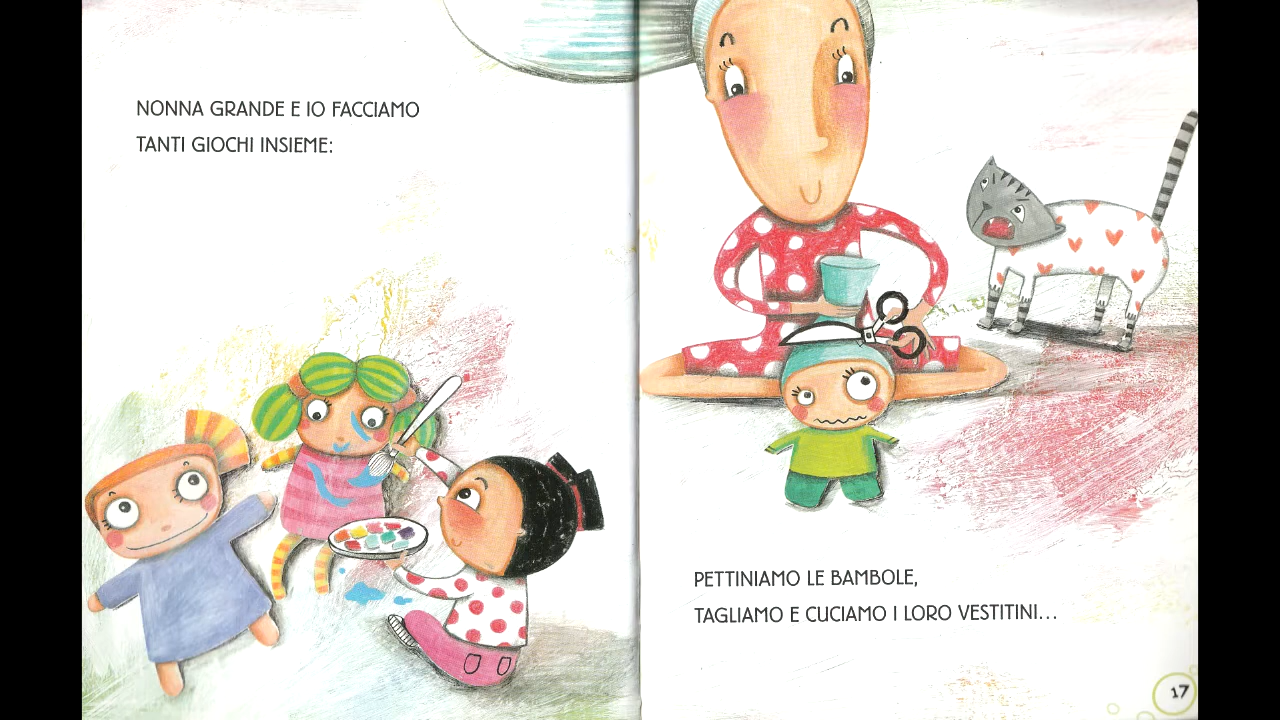 NONNA GRANDE E IO FACCIAMO
TANTI GIOCHI INSIEME:
PETTINIAMO LE BAMBOLE,
TAGLIAMO E CUCIAMO I LORO VESTITINI...
17